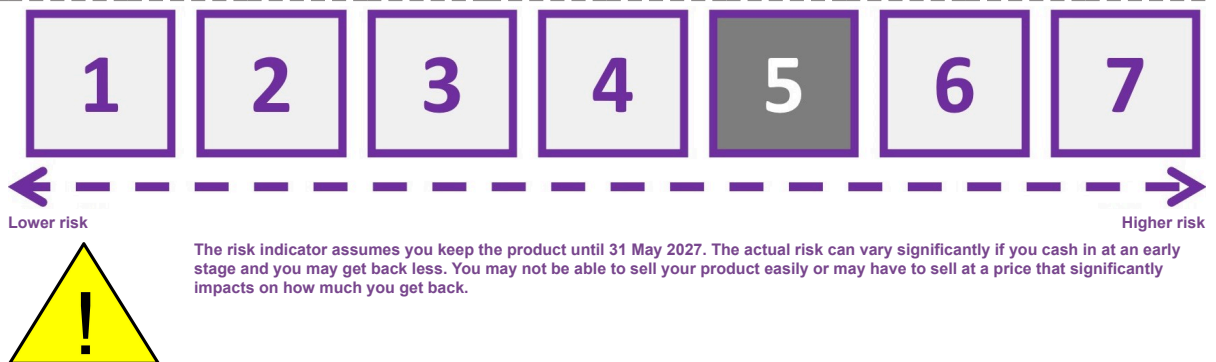 1 2 3 4 5 6 7
Lower risk Higher risk
The risk indicator assumes you keep the product until 31 May 2027. The actual risk can vary significantly if you cash in at an early
stage and you may get back less. You may not be able to sell your product easily or may have to sell at a price that significantly
impacts on how much you get back.
!